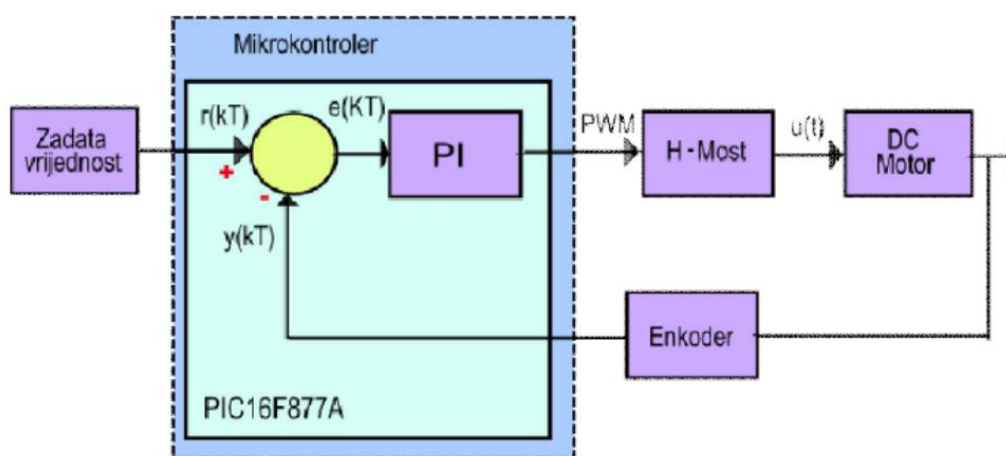 Mikrokontroler
Zadata
vrijednost
r(kT)
+
-
e(KT)
PI
PWM
H-Most
u(t)
DC
Motor
y(kT)
Enkoder
PIC16F877A